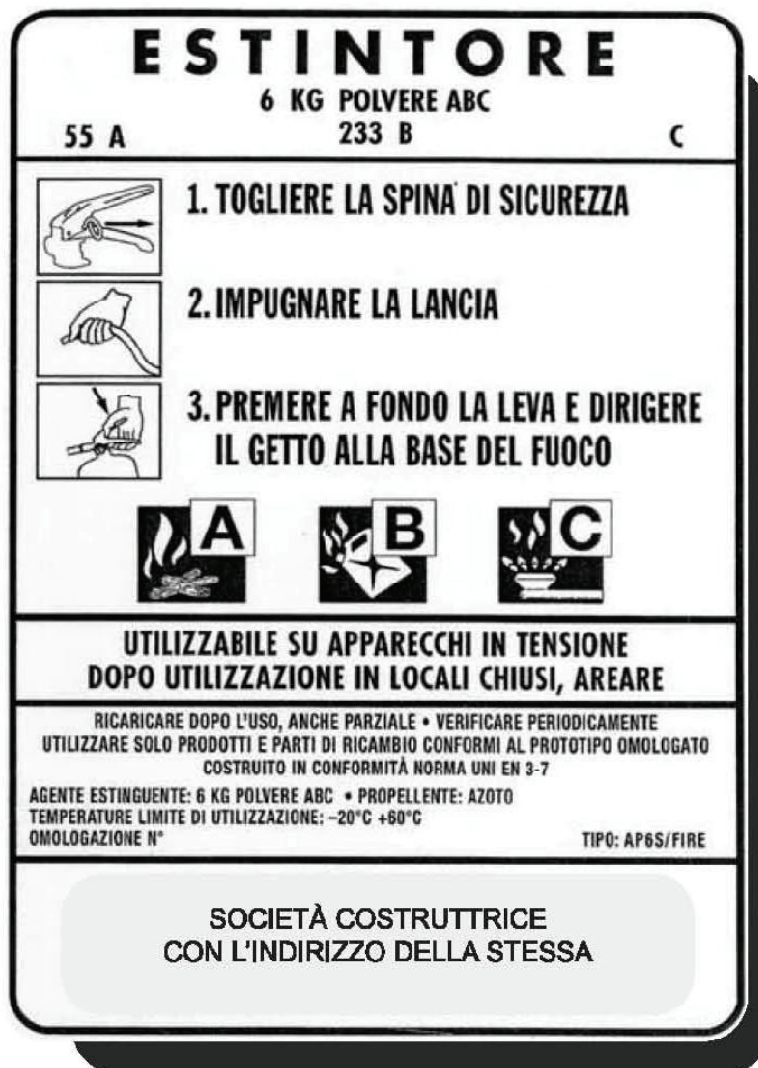 ESTINTORE
6 KG POLVERE ABC
55 A 233 B C
1. TOGLIERE LA SPINA DI SICUREZZA
2. IMPUGNARE LA LANCIA
3. PREMERE A FONDO LA LEVA E DIRIGERE
IL GETTO ALLA BASE DEL FUOCO
A B C
UTILIZZABILE SU APPARECCHI IN TENSIONE
DOPO UTILIZZAZIONE IN LOCALI CHIUSI, AREARE
RICARICARE DOPO L'USO, ANCHE PARZIALE • VERIFICARE PERIODICAMENTE
UTILIZZARE SOLO PRODOTTI E PARTI DI RICAMBIO CONFORMI AL PROTOTIPO OMOLOGATO
COSTRUITO IN CONFORMITÀ NORMA UNI EN 3-7
AGENTE ESTINGUENTE: 6 KG POLVERE ABC • PROPELLENTE: AZOTO
TEMPERATURE LIMITE DI UTILIZZAZIONE: –20°C +60°C
OMOLOGAZIONE N° TIPO: AP6S/FIRE
SOCIETÀ COSTRUTTRICE
CON L'INDIRIZZO DELLA STESSA